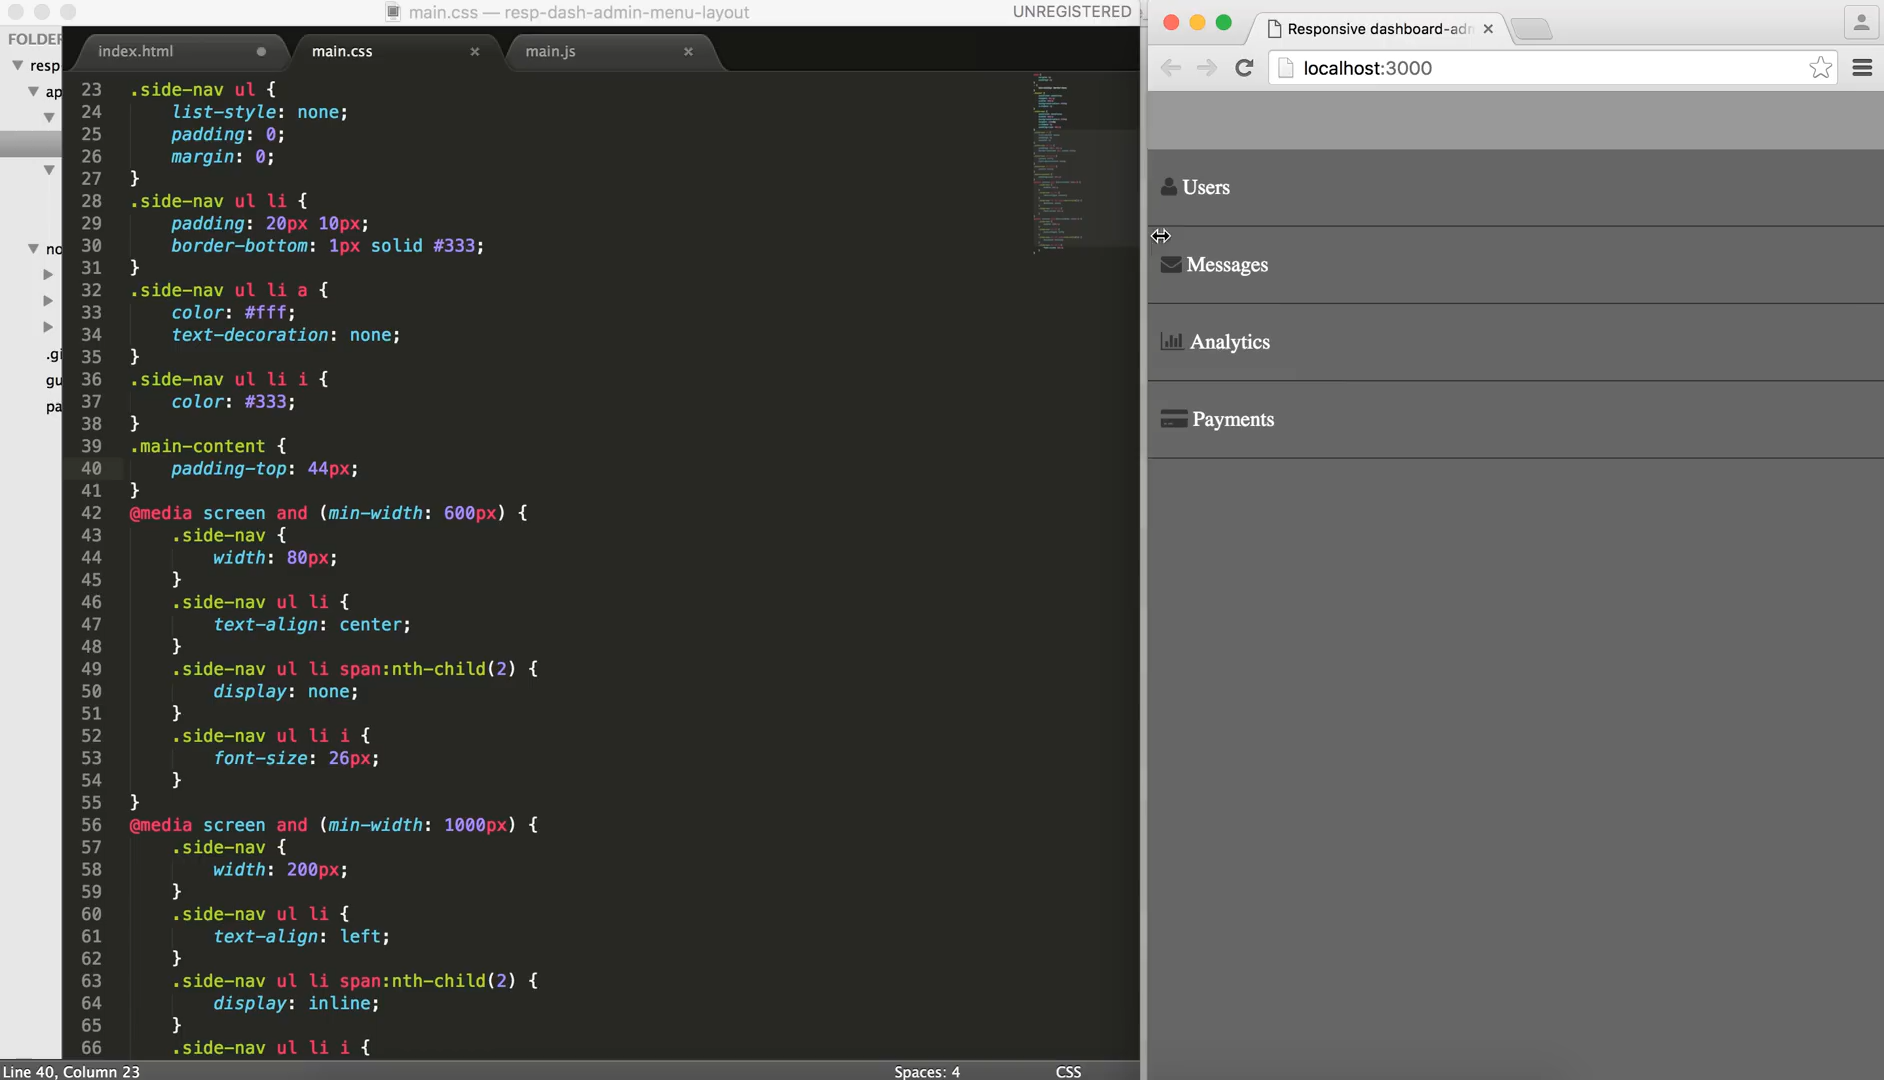 main.css — resp-dash-admin-menu-layout
UNREGISTERED
FOLDER
index.html
main.css
main.js
resp
ap
no
.gi
gu
pa
23 .side-nav ul {
24 list-style: none;
25 padding: 0;
26 margin: 0;
27 }
28 .side-nav ul li {
29 padding: 20px 10px;
30 border-bottom: 1px solid #333;
31 }
32 .side-nav ul li a {
33 color: #fff;
34 text-decoration: none;
35 }
36 .side-nav ul li i {
37 color: #333;
38 }
39 .main-content {
40 padding-top: 44px;
41 }
42 @media screen and (min-width: 600px) {
43 .side-nav {
44 width: 80px;
45 }
46 .side-nav ul li {
47 text-align: center;
48 }
49 .side-nav ul li span:nth-child(2) {
50 display: none;
51 }
52 .side-nav ul li i {
53 font-size: 26px;
54 }
55 }
56 @media screen and (min-width: 1000px) {
57 .side-nav {
58 width: 200px;
59 }
60 .side-nav ul li {
61 text-align: left;
62 }
63 .side-nav ul li span:nth-child(2) {
64 display: inline;
65 }
66 .side-nav ul li i {
Line 40, Column 23
Spaces: 4
CSS
Responsive dashboard-adm
localhost:3000
Users
Messages
Analytics
Payments